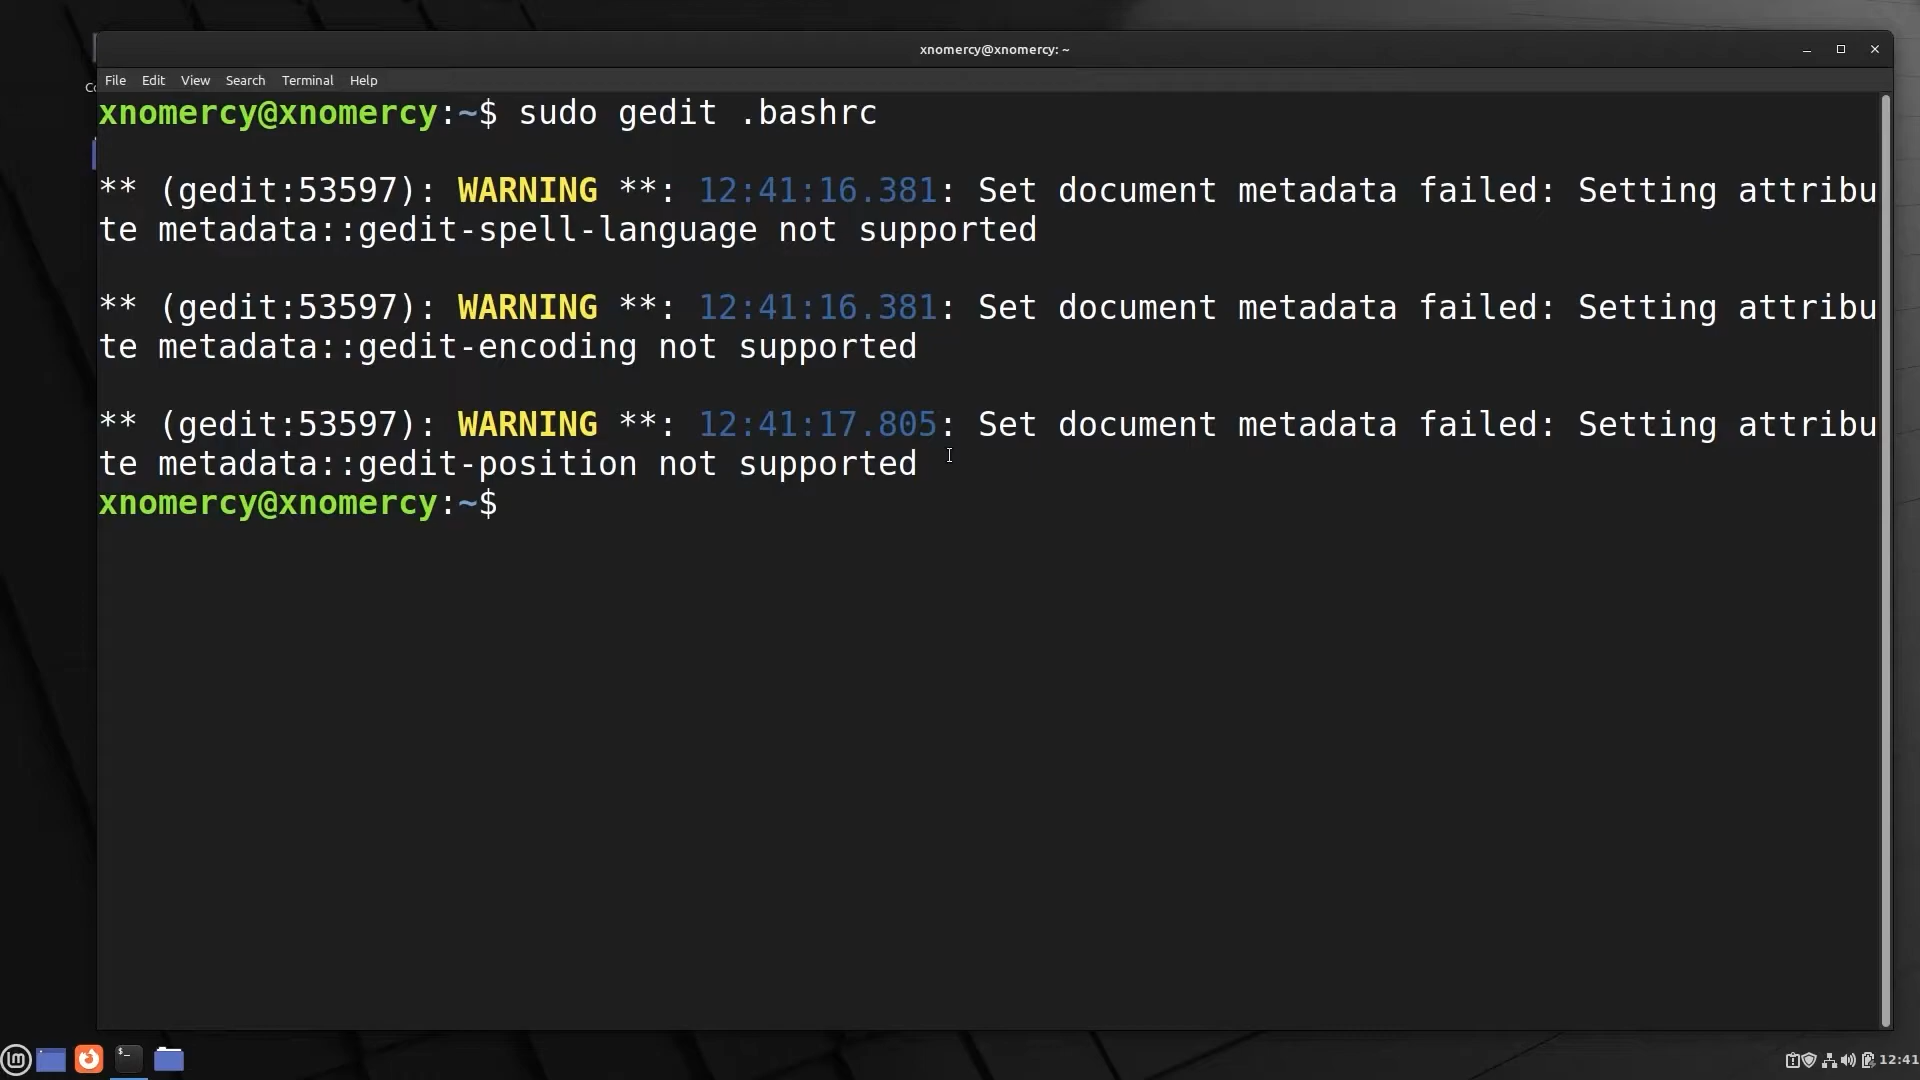 xnomercy@xnomercy: ~
File Edit View Search Terminal Help
xnomercy@xnomercy:~$ sudo gedit .bashrc
** (gedit:53597): WARNING **: 12:41:16.381: Set document metadata failed: Setting attribu
te metadata::gedit-spell-language not supported
** (gedit:53597): WARNING **: 12:41:16.381: Set document metadata failed: Setting attribu
te metadata::gedit-encoding not supported
** (gedit:53597): WARNING **: 12:41:17.805: Set document metadata failed: Setting attribu
te metadata::gedit-position not supported
xnomercy@xnomercy:~$
12:41